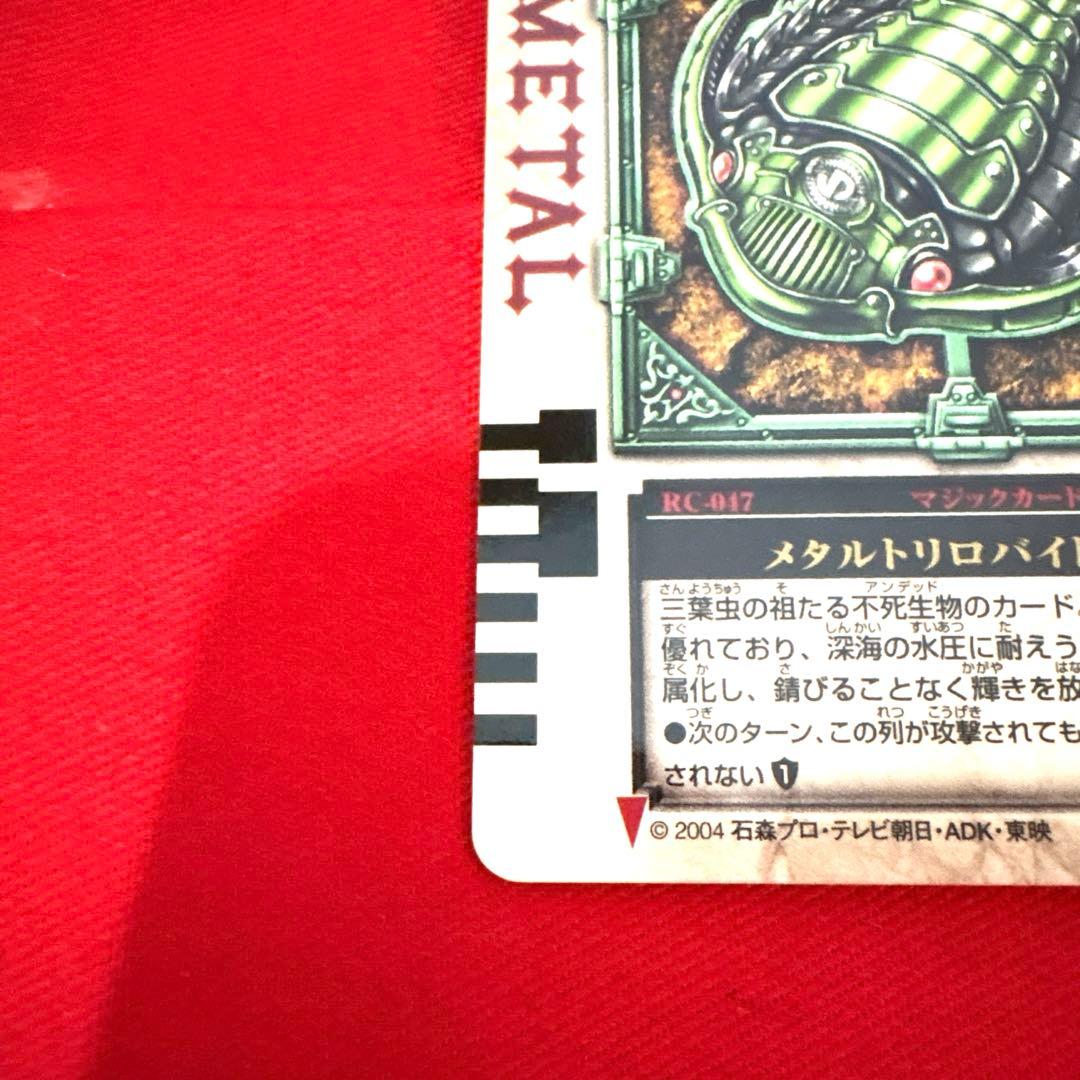 METAL
RC-047 マジックカード
メタルトリロバイ
さんようちゅう そ アンデッド
三葉虫の祖たる不死生物のカード。
すぐ しんかい すいあつ た
優れており、深海の水圧に耐えう
ぞくか さ かがや はな
属化し、錆びることなく輝きを放
つぎ れつ こうげき
●次のターン、この列が攻撃されても
されない 1
© 2004 石森プロ・テレビ朝日・ADK・東映